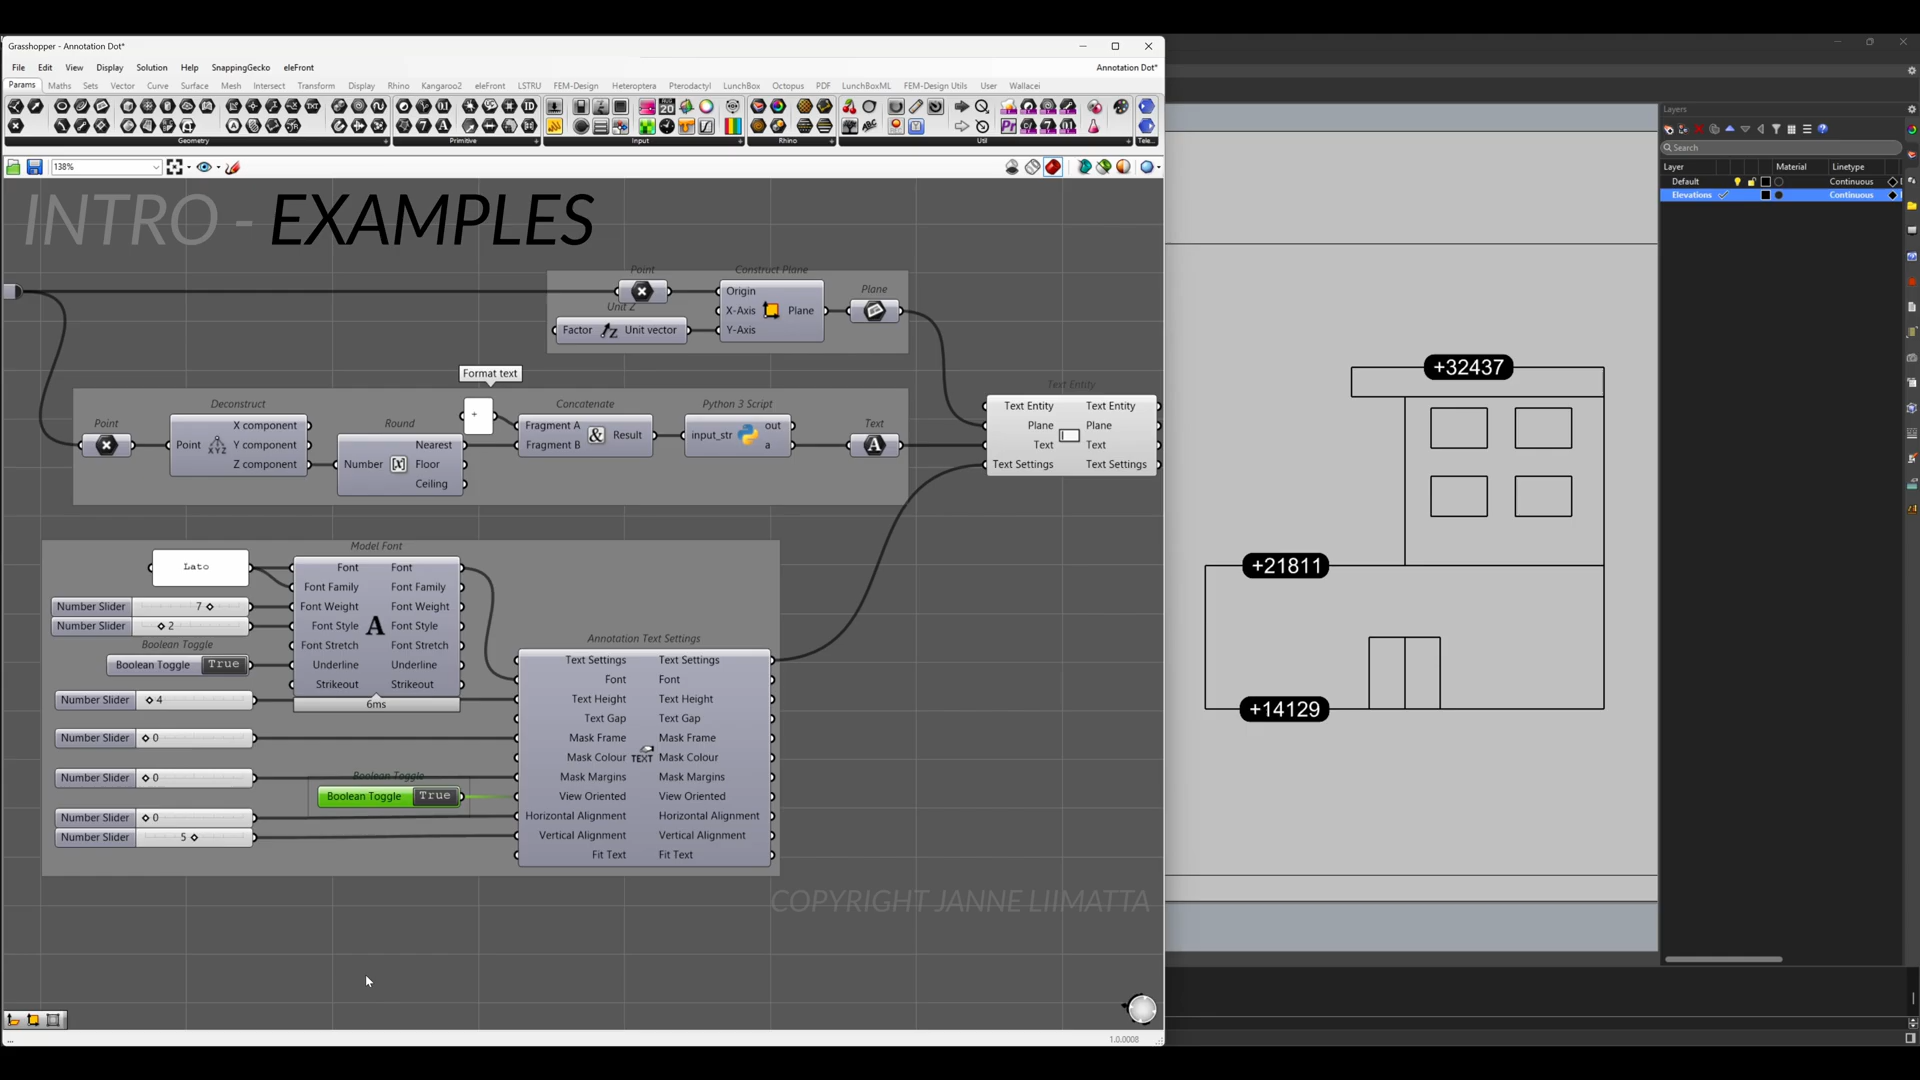 Grasshopper - Annotation Dot*
File Edit View Display Solution Help SnappingGecko eleFront
Annotation Dot*
Params Maths Sets Vector Curve Surface Mesh Intersect Transform Display Rhino Kangaroo2 eleFront LSTRU FEM-Design Heteroptera Pterodactyl LunchBox Octopus PDF LunchBoxML FEM-Design Utils User Wallacei
Geometry Primitive Input Rhino Util Tele...
138%
INTRO - EXAMPLES
Point
Construct Plane
Plane
Unit Z
Origin
X-Axis Plane
Y-Axis
Factor Unit vector
Format text
+
Point
Deconstruct
Round
Concatenate
Python 3 Script
Text
Point
X component
Y component
Z component
Number
Nearest
Floor
Ceiling
Fragment A
Fragment B
Result
input_str
out
a
Text Entity
Text Entity Text Entity
Plane Plane
Text Text
Text Settings Text Settings
Model Font
Lato
Font Font
Font Family Font Family
Font Weight Font Weight
Font Style Font Style
Font Stretch Font Stretch
Underline Underline
Strikeout Strikeout
6ms
Number Slider 7
Number Slider 2
Boolean Toggle
Boolean Toggle True
Number Slider 4
Number Slider 0
Number Slider 0
Boolean Toggle
Boolean Toggle True
Number Slider 0
Number Slider 5
Annotation Text Settings
Text Settings Text Settings
Font Font
Text Height Text Height
Text Gap Text Gap
Mask Frame Mask Frame
Mask Colour TEXT Mask Colour
Mask Margins Mask Margins
View Oriented View Oriented
Horizontal Alignment Horizontal Alignment
Vertical Alignment Vertical Alignment
Fit Text Fit Text
COPYRIGHT JANNE LIIMATTA
...
1.0.0008
+32437
+21811
+14129
Layers
Search
Layer Material Linetype
Default Continuous
Elevations Continuous